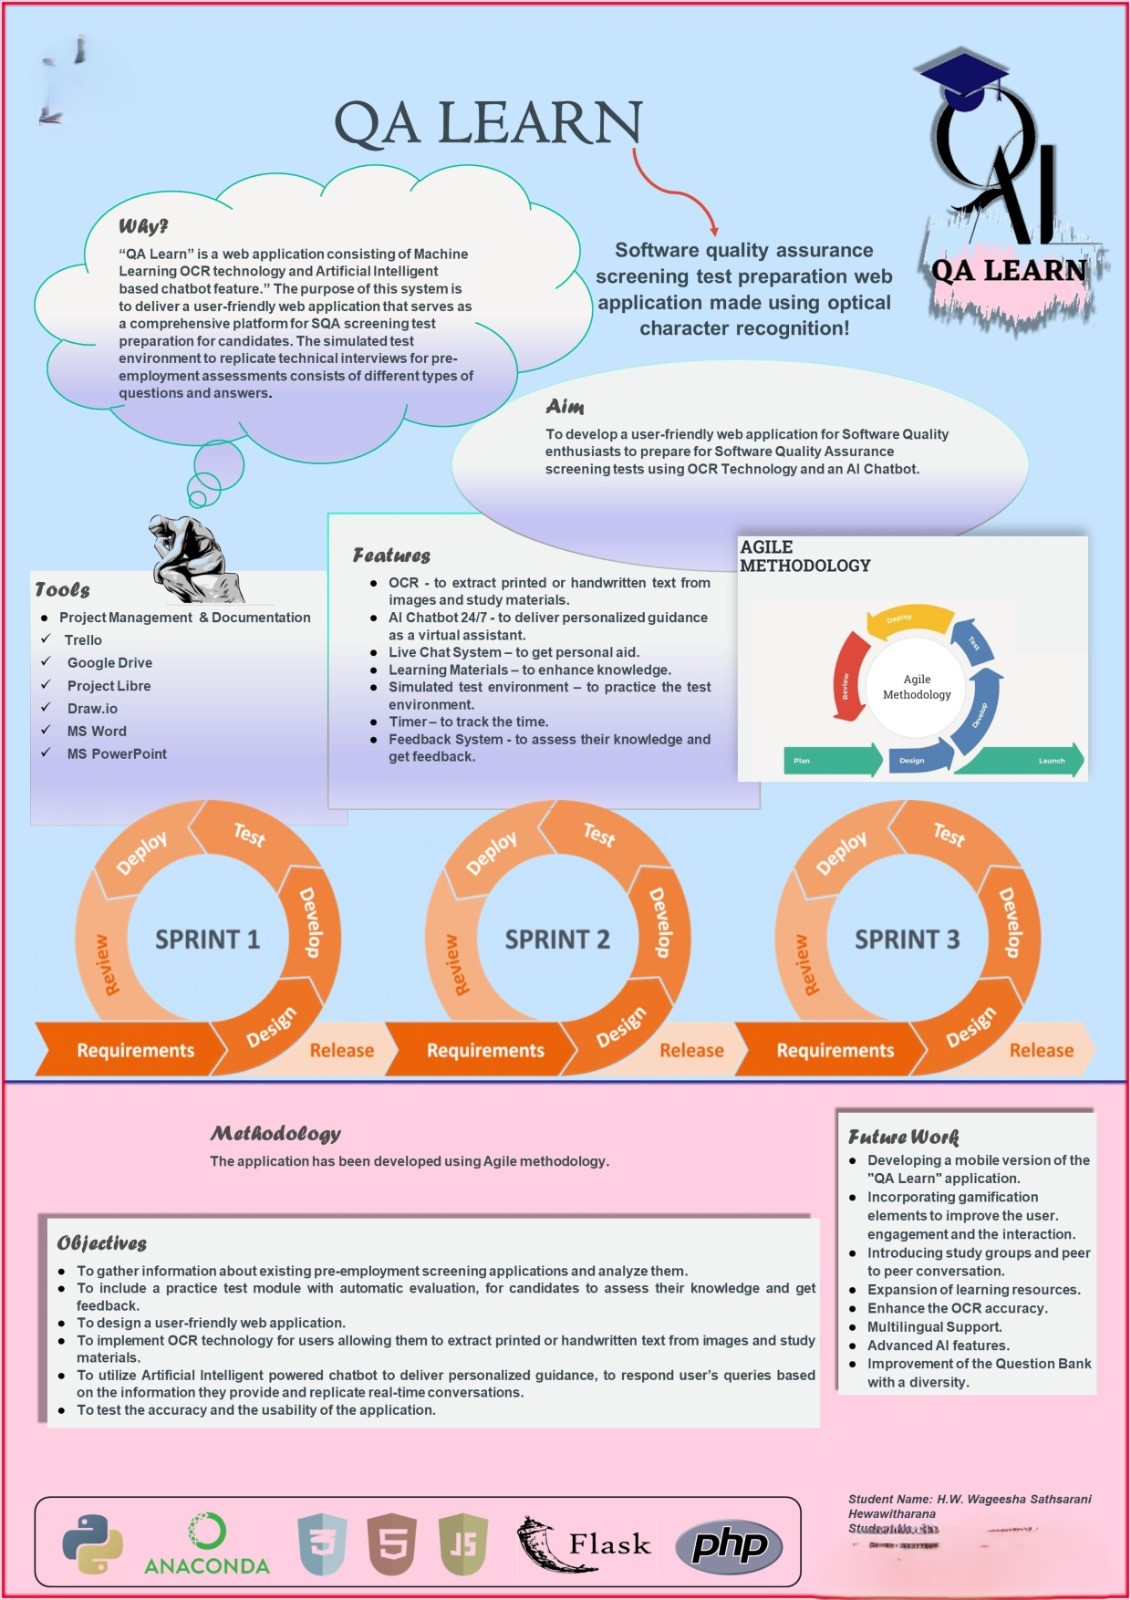 QA LEARN
QA LEARN
Why?
“QA Learn” is a web application consisting of Machine
Learning OCR technology and Artificial Intelligent
based chatbot feature.” The purpose of this system is
to deliver a user-friendly web application that serves as
a comprehensive platform for SQA screening test
preparation for candidates. The simulated test
environment to replicate technical interviews for pre-
employment assessments consists of different types of
questions and answers.
Software quality assurance
screening test preparation web
application made using optical
character recognition!
Aim
To develop a user-friendly web application for Software Quality
enthusiasts to prepare for Software Quality Assurance
screening tests using OCR Technology and an AI Chatbot.
Tools
● Project Management & Documentation
✓ Trello
✓ Google Drive
✓ Project Libre
✓ Draw.io
✓ MS Word
✓ MS PowerPoint
Features
● OCR - to extract printed or handwritten text from
images and study materials.
● AI Chatbot 24/7 - to deliver personalized guidance
as a virtual assistant.
● Live Chat System – to get personal aid.
● Learning Materials – to enhance knowledge.
● Simulated test environment – to practice the test
environment.
● Timer – to track the time.
● Feedback System - to assess their knowledge and
get feedback.
AGILE
METHODOLOGY
Deploy
Test
Review
Agile
Methodology
Develop
Plan
Design
Launch
Deploy
Test
Develop
Review
SPRINT 1
Design
Requirements
Release
Deploy
Test
Develop
Review
SPRINT 2
Design
Requirements
Release
Deploy
Test
Develop
Review
SPRINT 3
Design
Requirements
Release
Methodology
The application has been developed using Agile methodology.
Objectives
● To gather information about existing pre-employment screening applications and analyze them.
● To include a practice test module with automatic evaluation, for candidates to assess their knowledge and get
feedback.
● To design a user-friendly web application.
● To implement OCR technology for users allowing them to extract printed or handwritten text from images and study
materials.
● To utilize Artificial Intelligent powered chatbot to deliver personalized guidance, to respond user’s queries based
on the information they provide and replicate real-time conversations.
● To test the accuracy and the usability of the application.
Future Work
● Developing a mobile version of the
"QA Learn" application.
● Incorporating gamification
elements to improve the user.
engagement and the interaction.
● Introducing study groups and peer
to peer conversation.
● Expansion of learning resources.
● Enhance the OCR accuracy.
● Multilingual Support.
● Advanced AI features.
● Improvement of the Question Bank
with a diversity.
ANACONDA
3
5
JS
Flask
php
Student Name: H.W. Wageesha Sathsarani
Hewawitharana